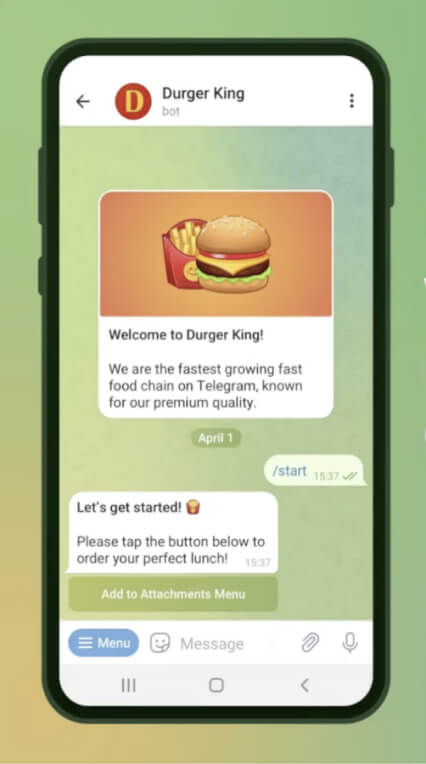 D
Durger King
bot
Welcome to Durger King!
We are the fastest growing fast
food chain on Telegram, known
for our premium quality.
April 1
/start 15:37
Let's get started! 🍟
Please tap the button below to
order your perfect lunch! 15:37
Add to Attachments Menu
Menu Message